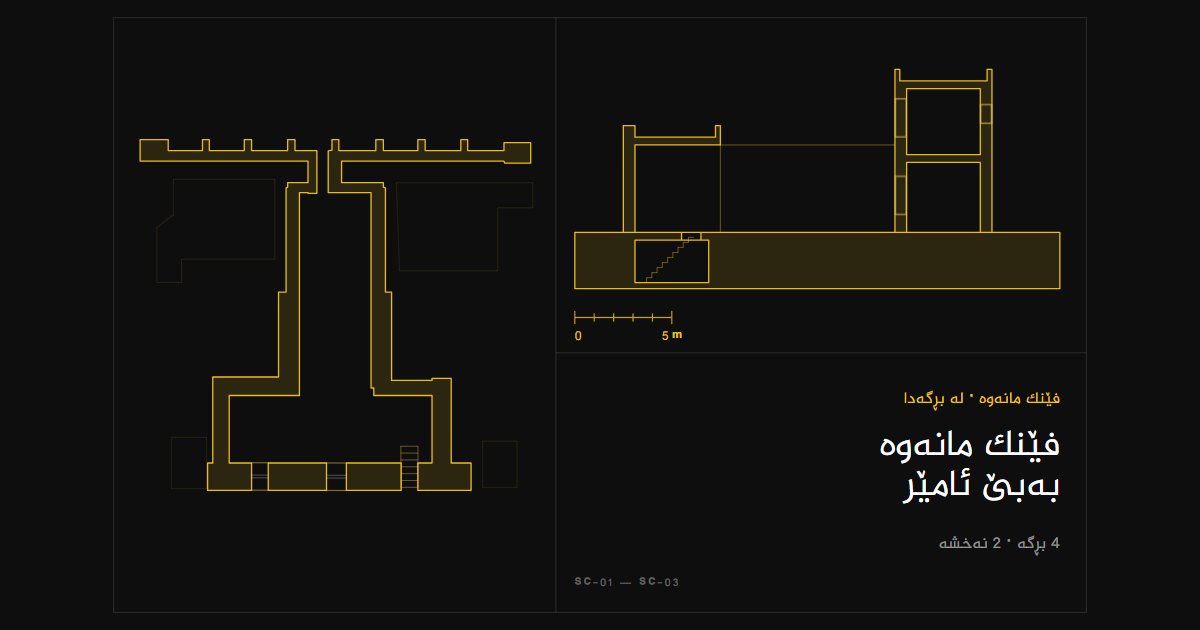 0 5 m
فێنك مانەوە · لە بڕگەدا
فێنك مانەوە
بەبێ ئامێر
4 بڕگە · 2 نەخشە
SC-01 — SC-03